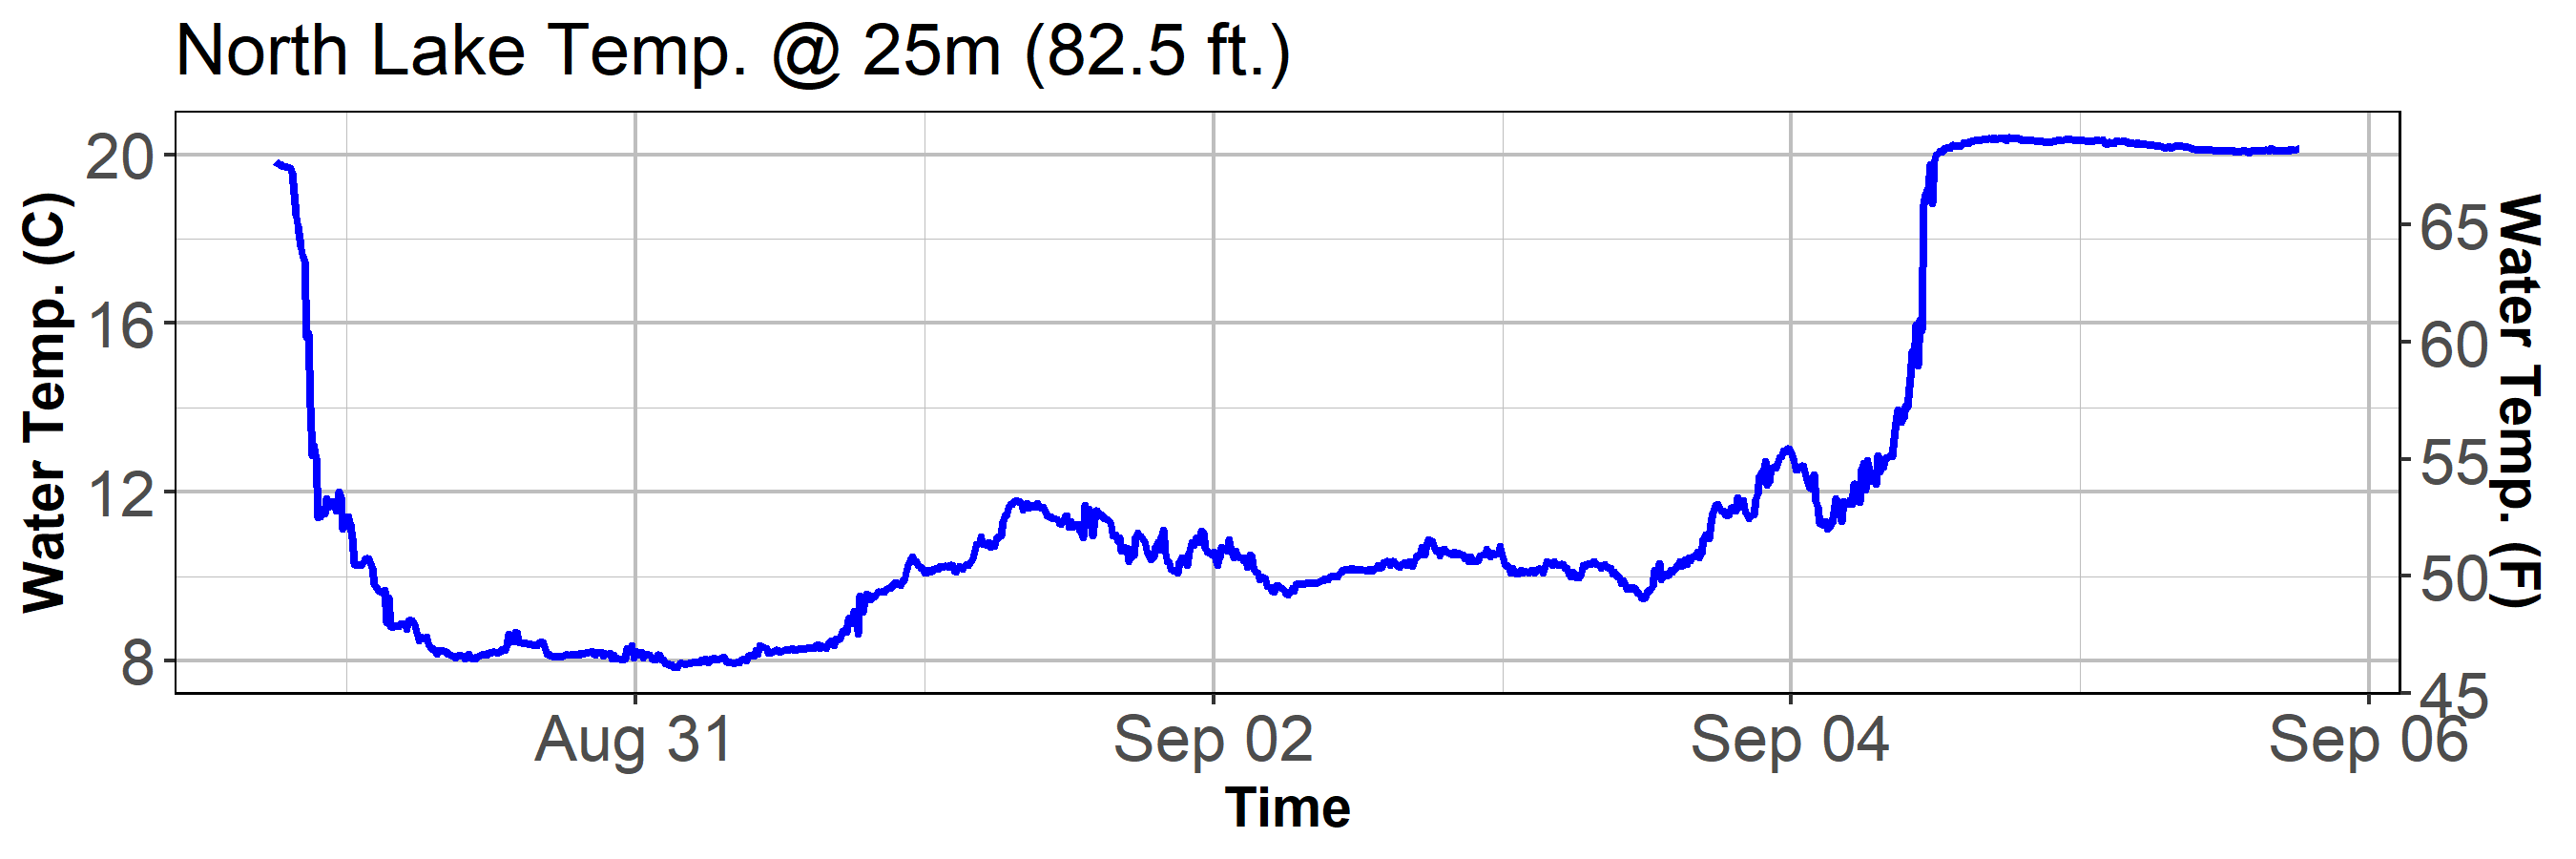 North Lake Temp. @ 25m (82.5 ft.)
Water Temp. (C)
20
16
12
8
Water Temp. (F)
65
60
55
50
45
Aug 31
Sep 02
Sep 04
Sep 06
Time